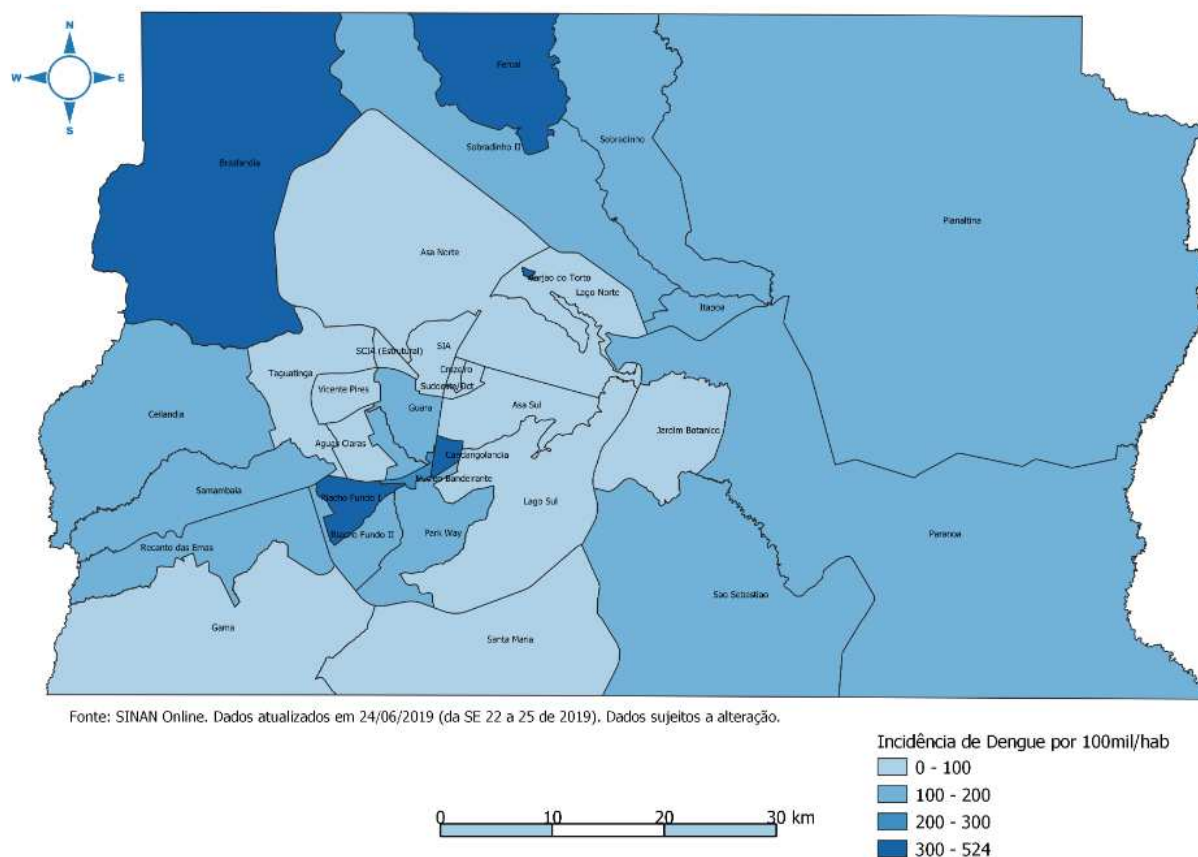 N
W E
S
Fercal
Brazlandia
Sobradinho II
Sobradinho
Planaltina
Asa Norte
Varjao do Torto
Lago Norte
Itapoa
SCIA (Estrutural)
SIA
Cruzeiro
Taguatinga
Sudoeste/Oct
Vicente Pires
Asa Sul
Guara
Ceilandia
Jardim Botanico
Aguas Claras
Candangolandia
Bandeirante
Samambaia
Riacho Fundo I
Lago Sul
Riacho Fundo II
Park Way
Paranoa
Recanto das Emas
Sao Sebastiao
Gama
Santa Maria
Fonte: SINAN Online. Dados atualizados em 24/06/2019 (da SE 22 a 25 de 2019). Dados sujeitos a alteração.
Incidência de Dengue por 100mil/hab
0 - 100
100 - 200
200 - 300
300 - 524
0 10 20 30 km